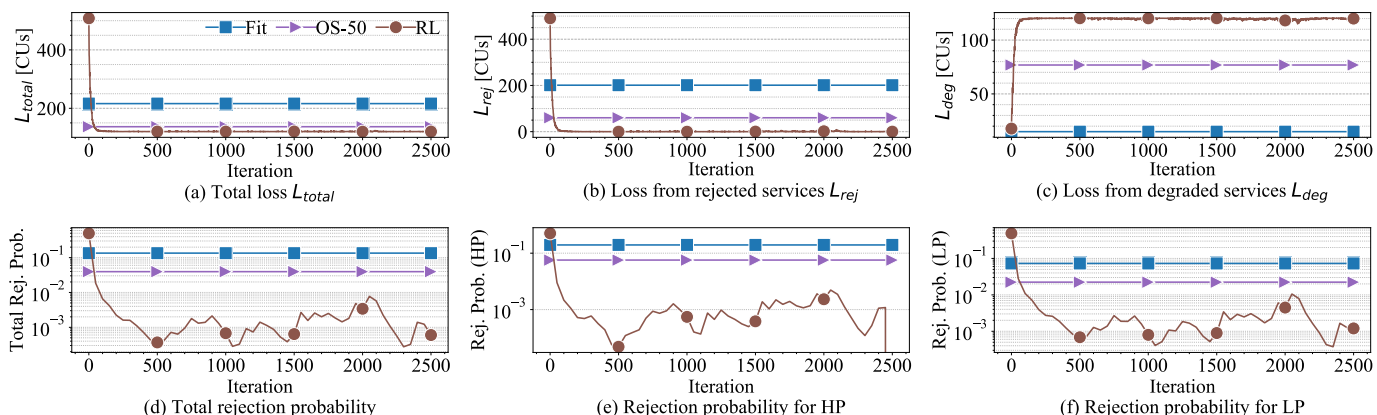 Fit OS-50 RL
L_total [CUs]
400
200
0 500 1000 1500 2000 2500
Iteration
(a) Total loss L_total
L_rej [CUs]
400
200
0
0 500 1000 1500 2000 2500
Iteration
(b) Loss from rejected services L_rej
L_deg [CUs]
100
50
0 500 1000 1500 2000 2500
Iteration
(c) Loss from degraded services L_deg
Total Rej. Prob.
10⁻¹
10⁻²
10⁻³
0 500 1000 1500 2000 2500
Iteration
(d) Total rejection probability
Rej. Prob. (HP)
10⁻¹
10⁻³
0 500 1000 1500 2000 2500
Iteration
(e) Rejection probability for HP
Rej. Prob. (LP)
10⁻¹
10⁻²
10⁻³
0 500 1000 1500 2000 2500
Iteration
(f) Rejection probability for LP